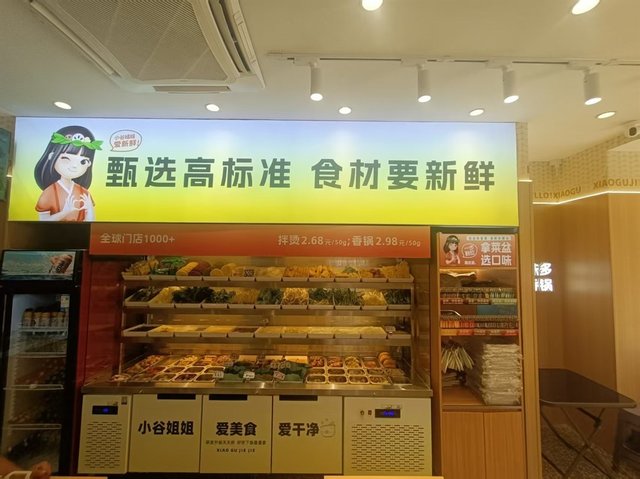 小谷姐姐
爱新鲜!
甄选高标准 食材要新鲜
全球门店1000+
拌烫2.68元/50g;香锅2.98元/50g
拿菜盆
选口味
LLO!XIAOGU
XIAOGUJIE
小谷姐姐
爱美食
爱干净
XIAO GU JIE JIE